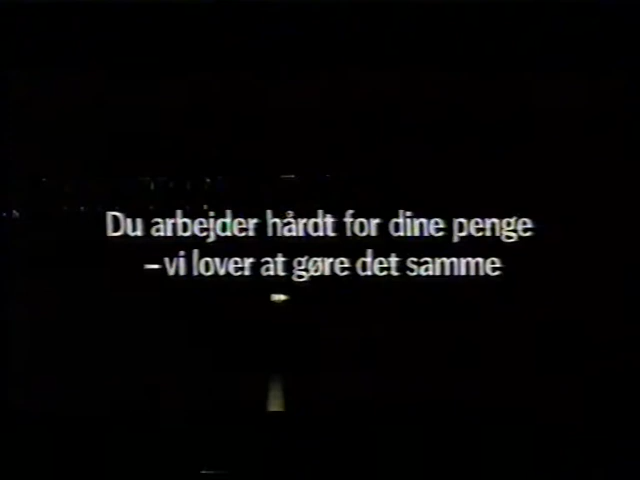 Du arbejder hårdt for dine penge
– vi lover at gøre det samme